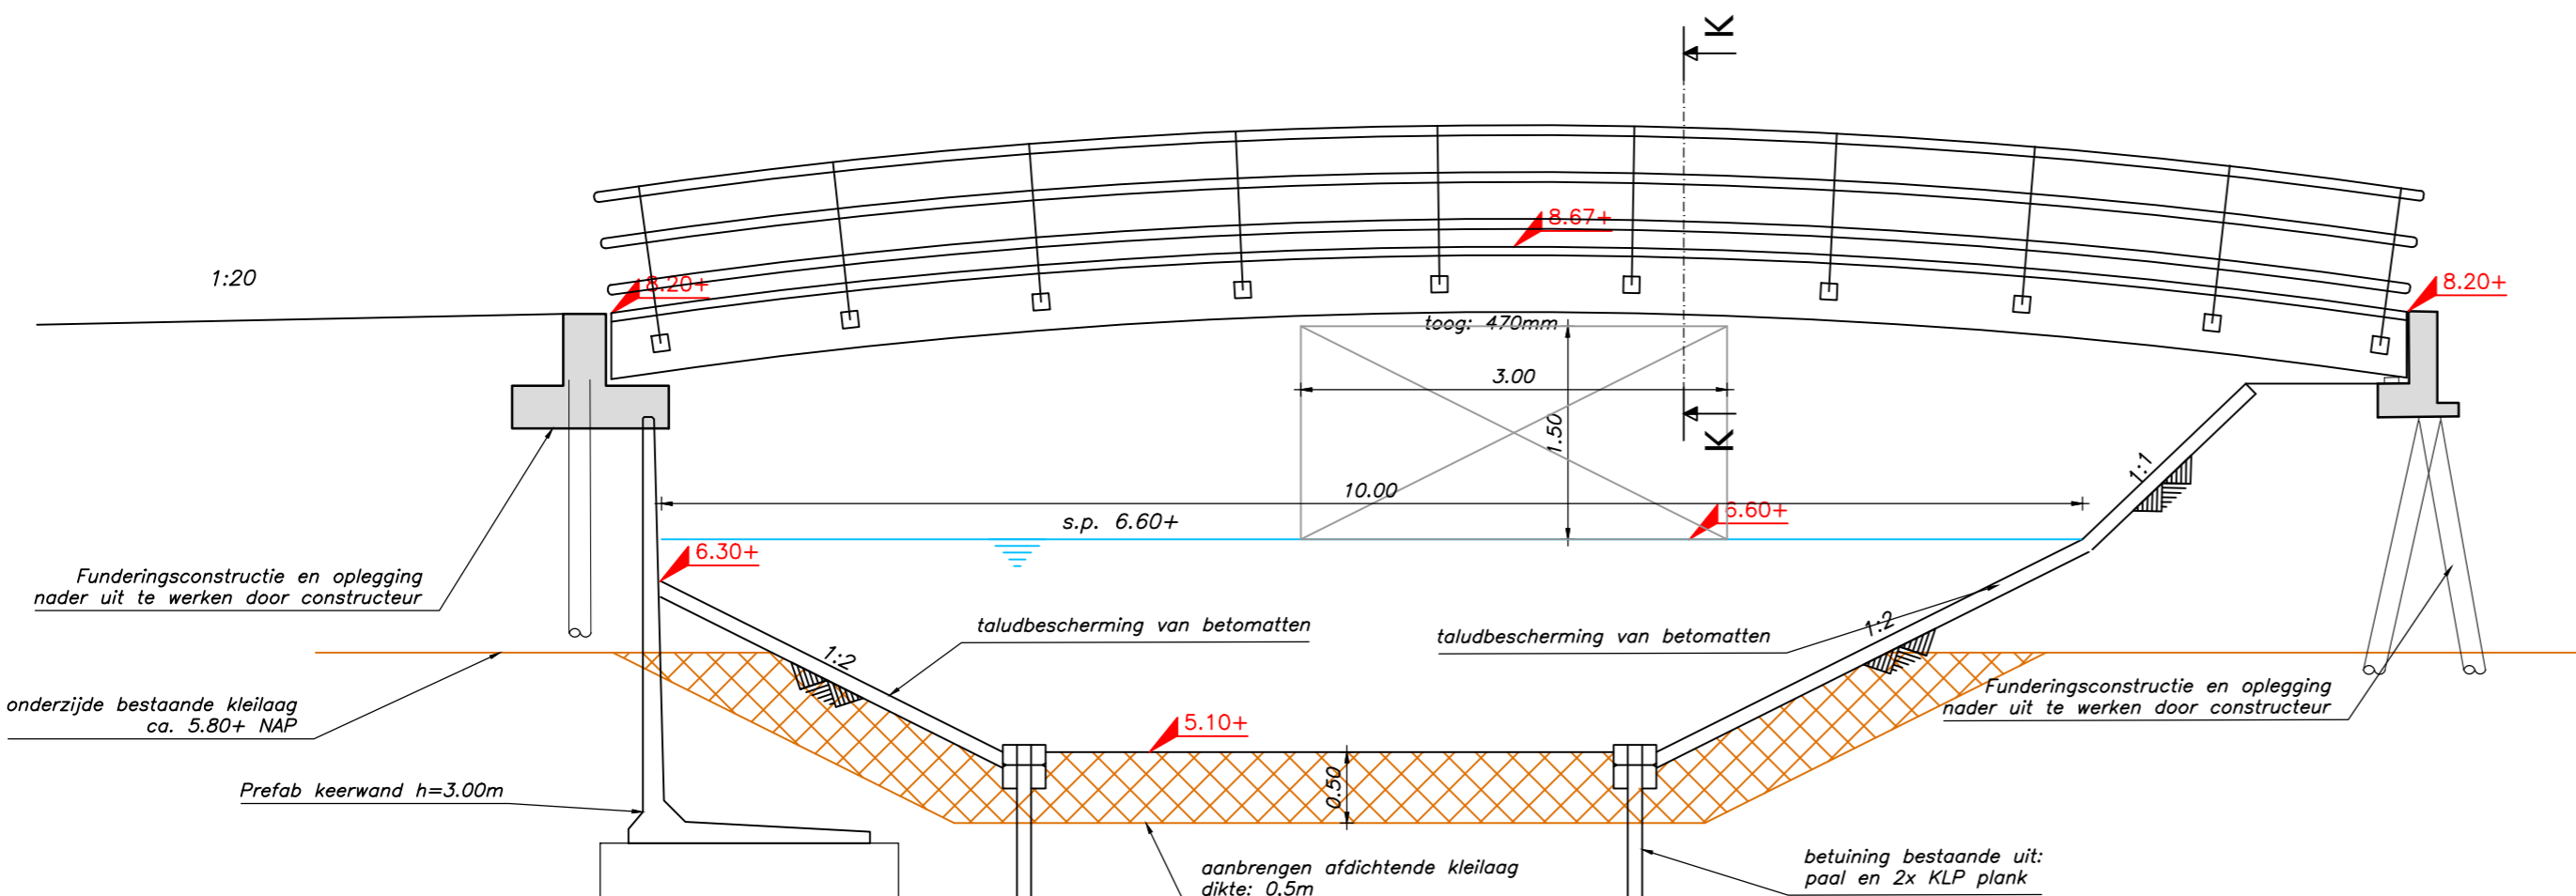 K
8.67+
1:20
8.20+
8.20+
toog: 470mm
3.00
1.50
K
1:1
10.00
s.p. 6.60+
6.60+
6.30+
Funderingsconstructie en oplegging
nader uit te werken door constructeur
taludbescherming van betomatten
taludbescherming van betomatten
1:2
1:2
onderzijde bestaande kleilaag
ca. 5.80+ NAP
Funderingsconstructie en oplegging
nader uit te werken door constructeur
5.10+
0.50
Prefab keerwand h=3.00m
aanbrengen afdichtende kleilaag
dikte: 0.5m
betuining bestaande uit:
paal en 2x KLP plank